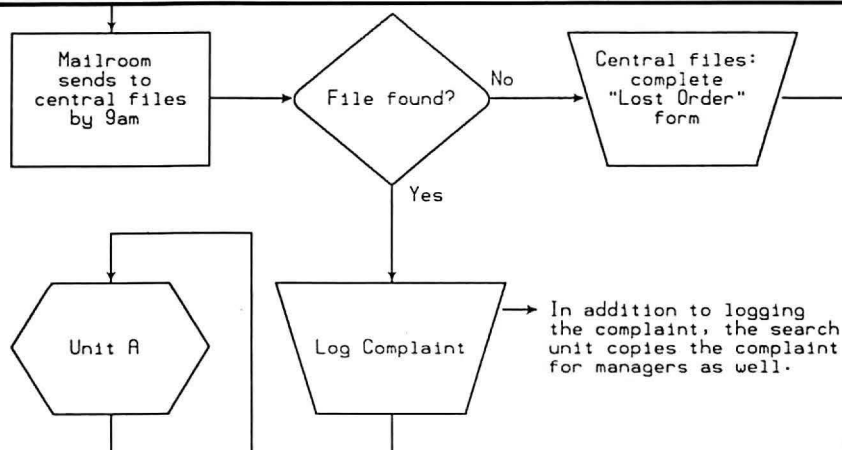 Mailroom
sends to
central files
by 9am
File found?
No
Central files:
complete
"Lost Order"
form
Yes
Unit A
Log Complaint
In addition to logging
the complaint, the search
unit copies the complaint
for managers as well.